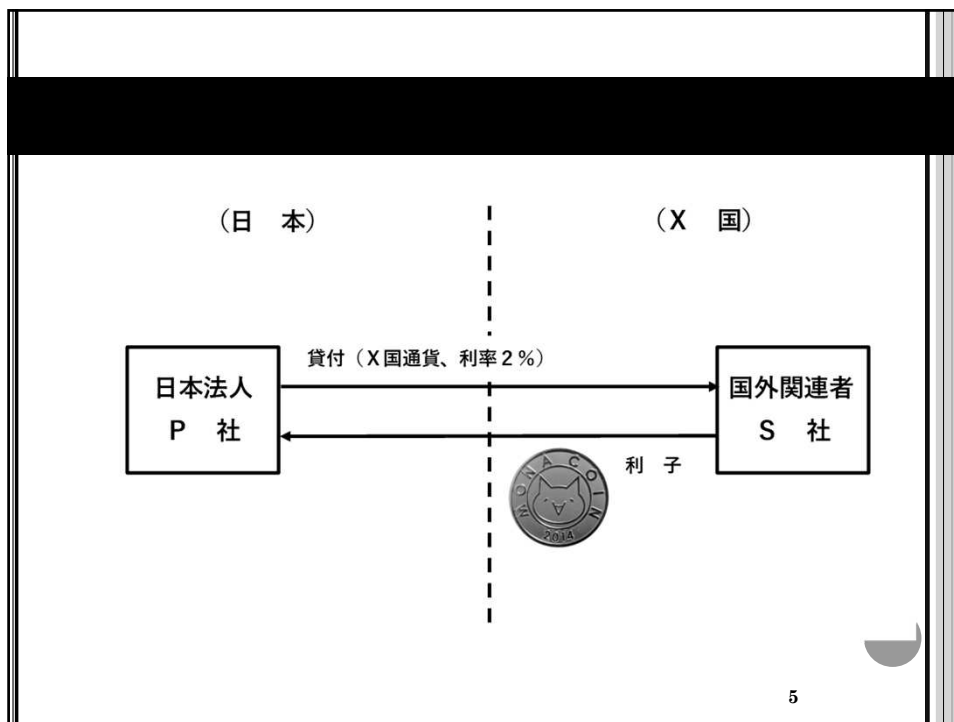 （日　本）
（X　国）
貸付（X国通貨、利率２％）
日本法人
P　社
国外関連者
S　社
利　子
MONACOIN
2014
5